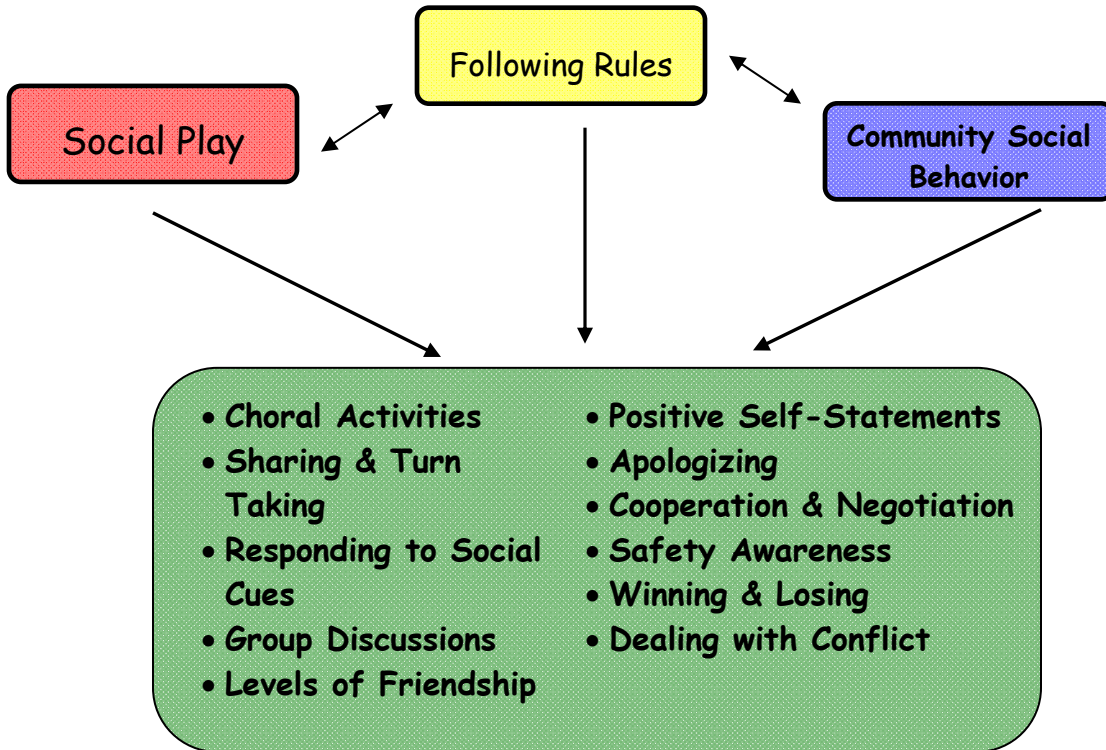 Following Rules
Social Play
Community Social
Behavior
• Choral Activities
• Sharing & Turn
Taking
• Responding to Social
Cues
• Group Discussions
• Levels of Friendship
• Positive Self-Statements
• Apologizing
• Cooperation & Negotiation
• Safety Awareness
• Winning & Losing
• Dealing with Conflict